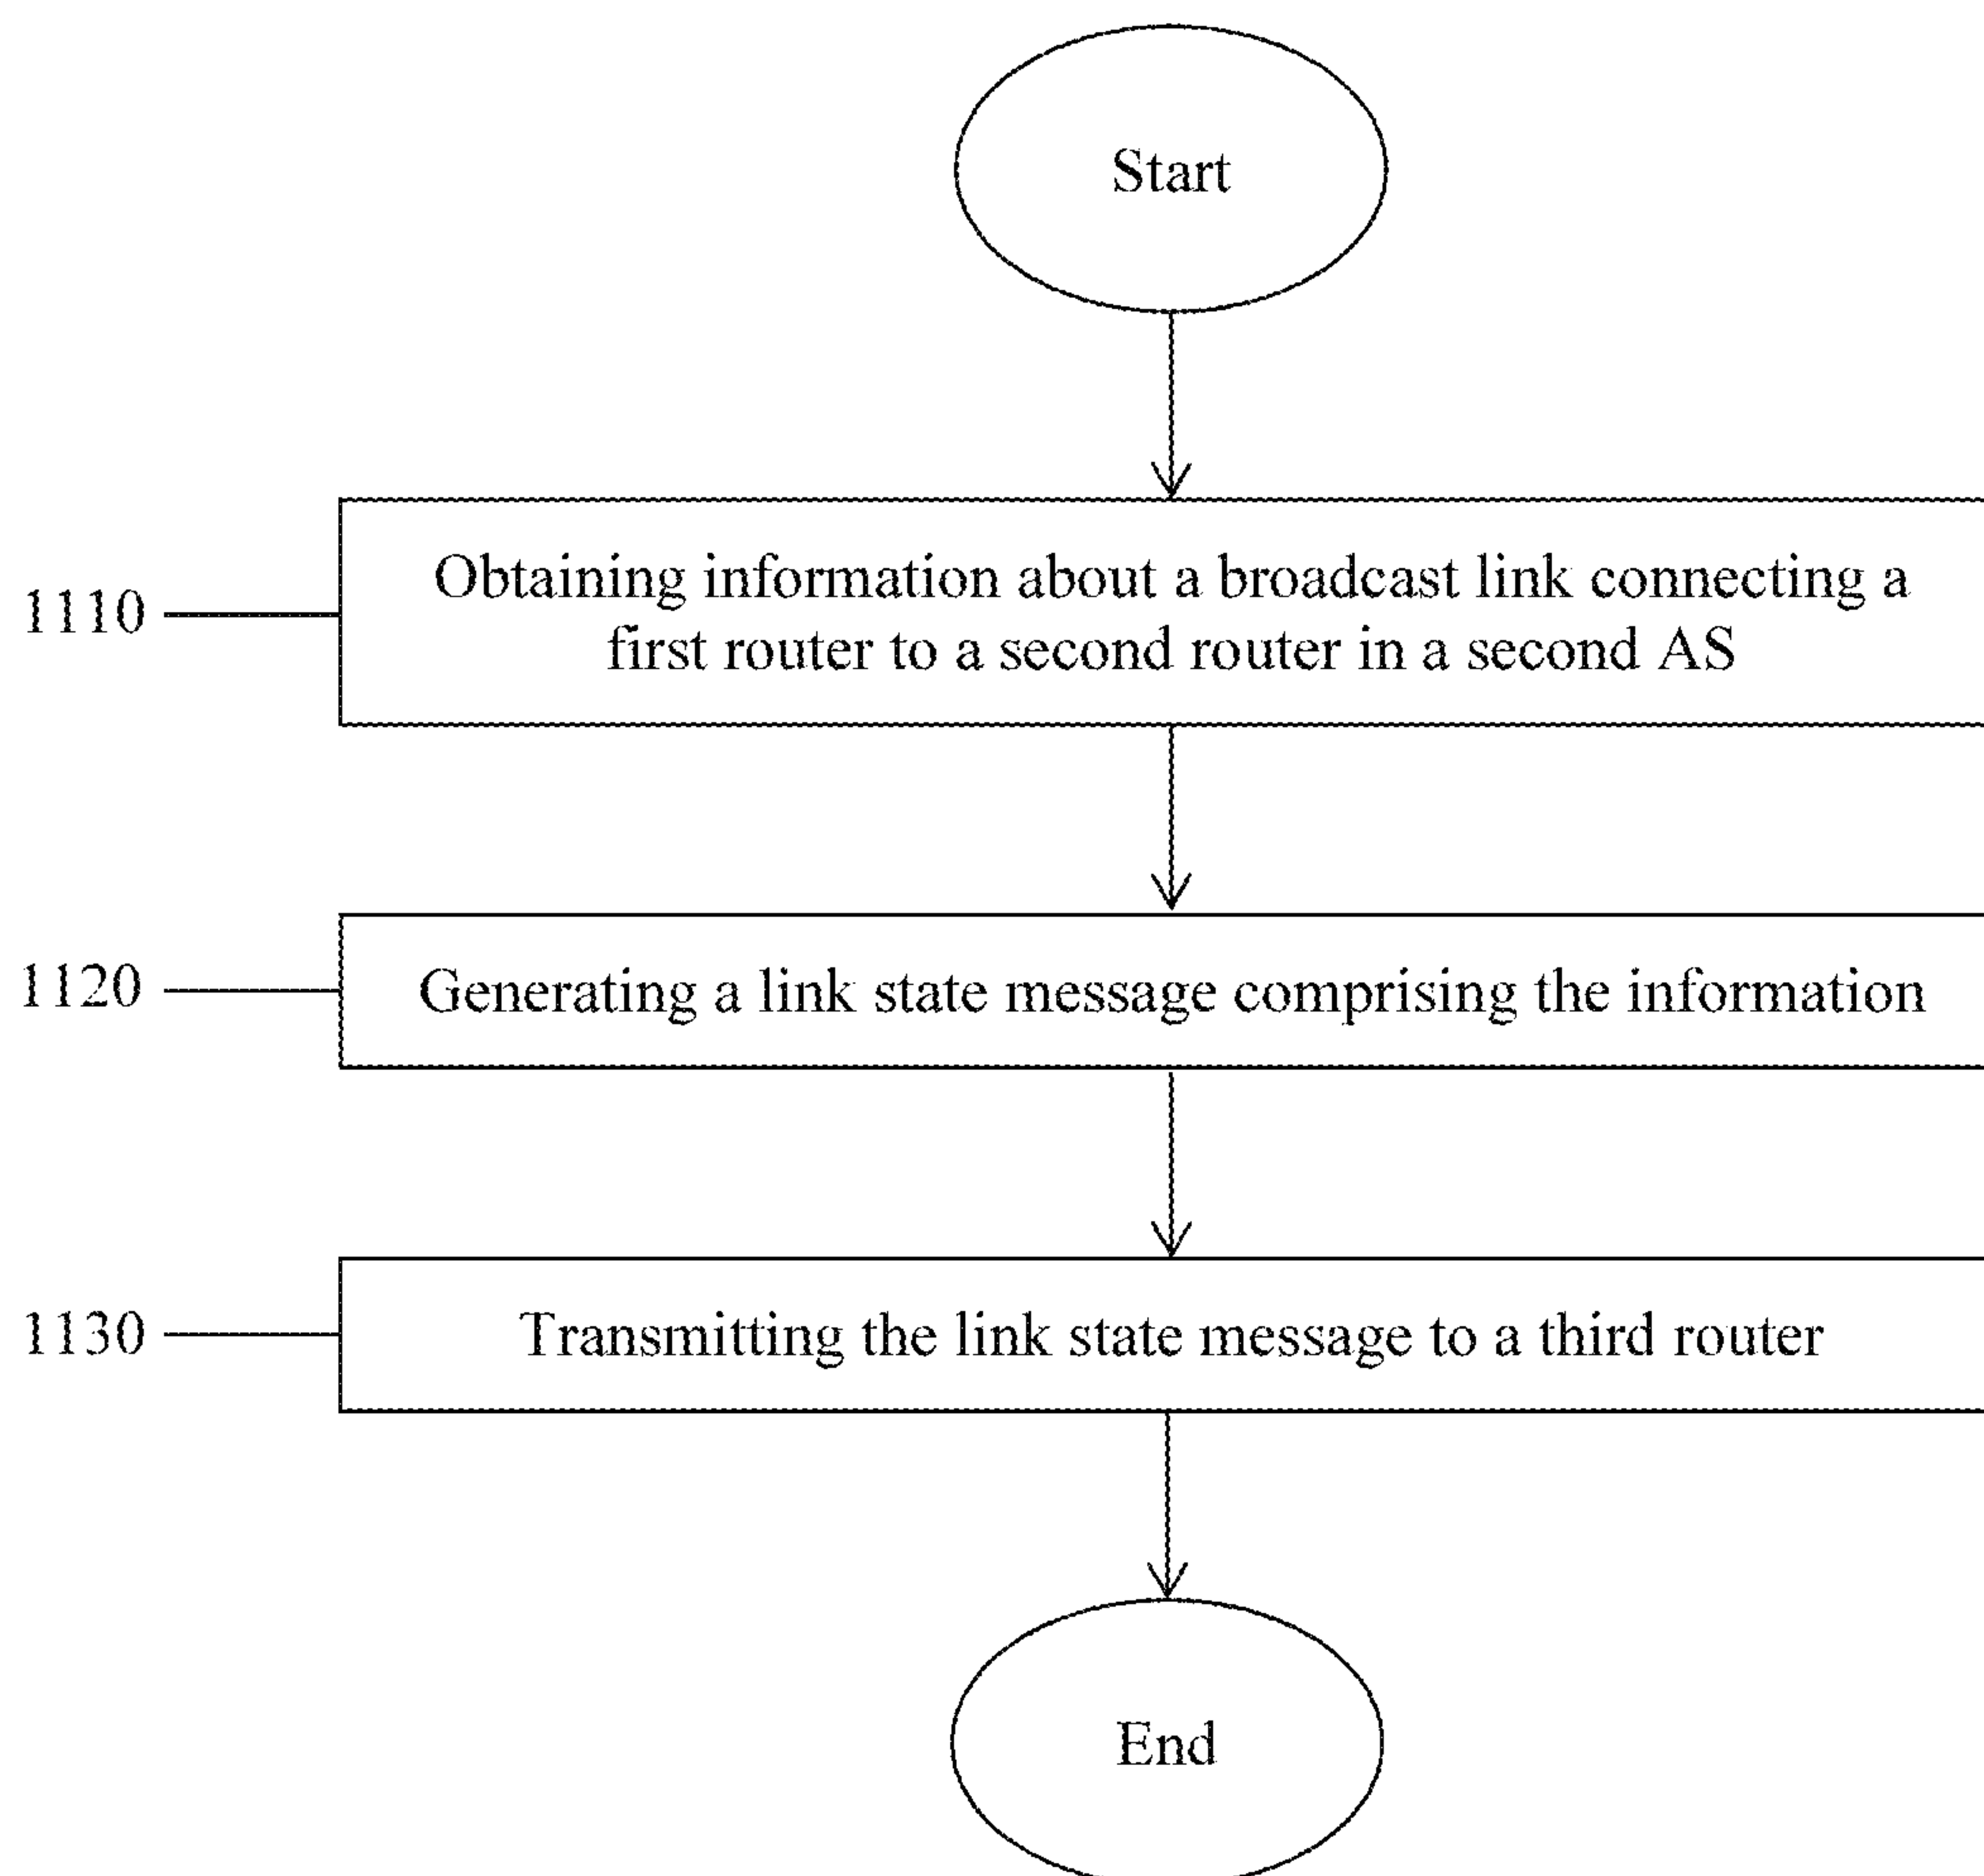 Start
1110
Obtaining information about a broadcast link connecting a
first router to a second router in a second AS
1120
Generating a link state message comprising the information
1130
Transmitting the link state message to a third router
End